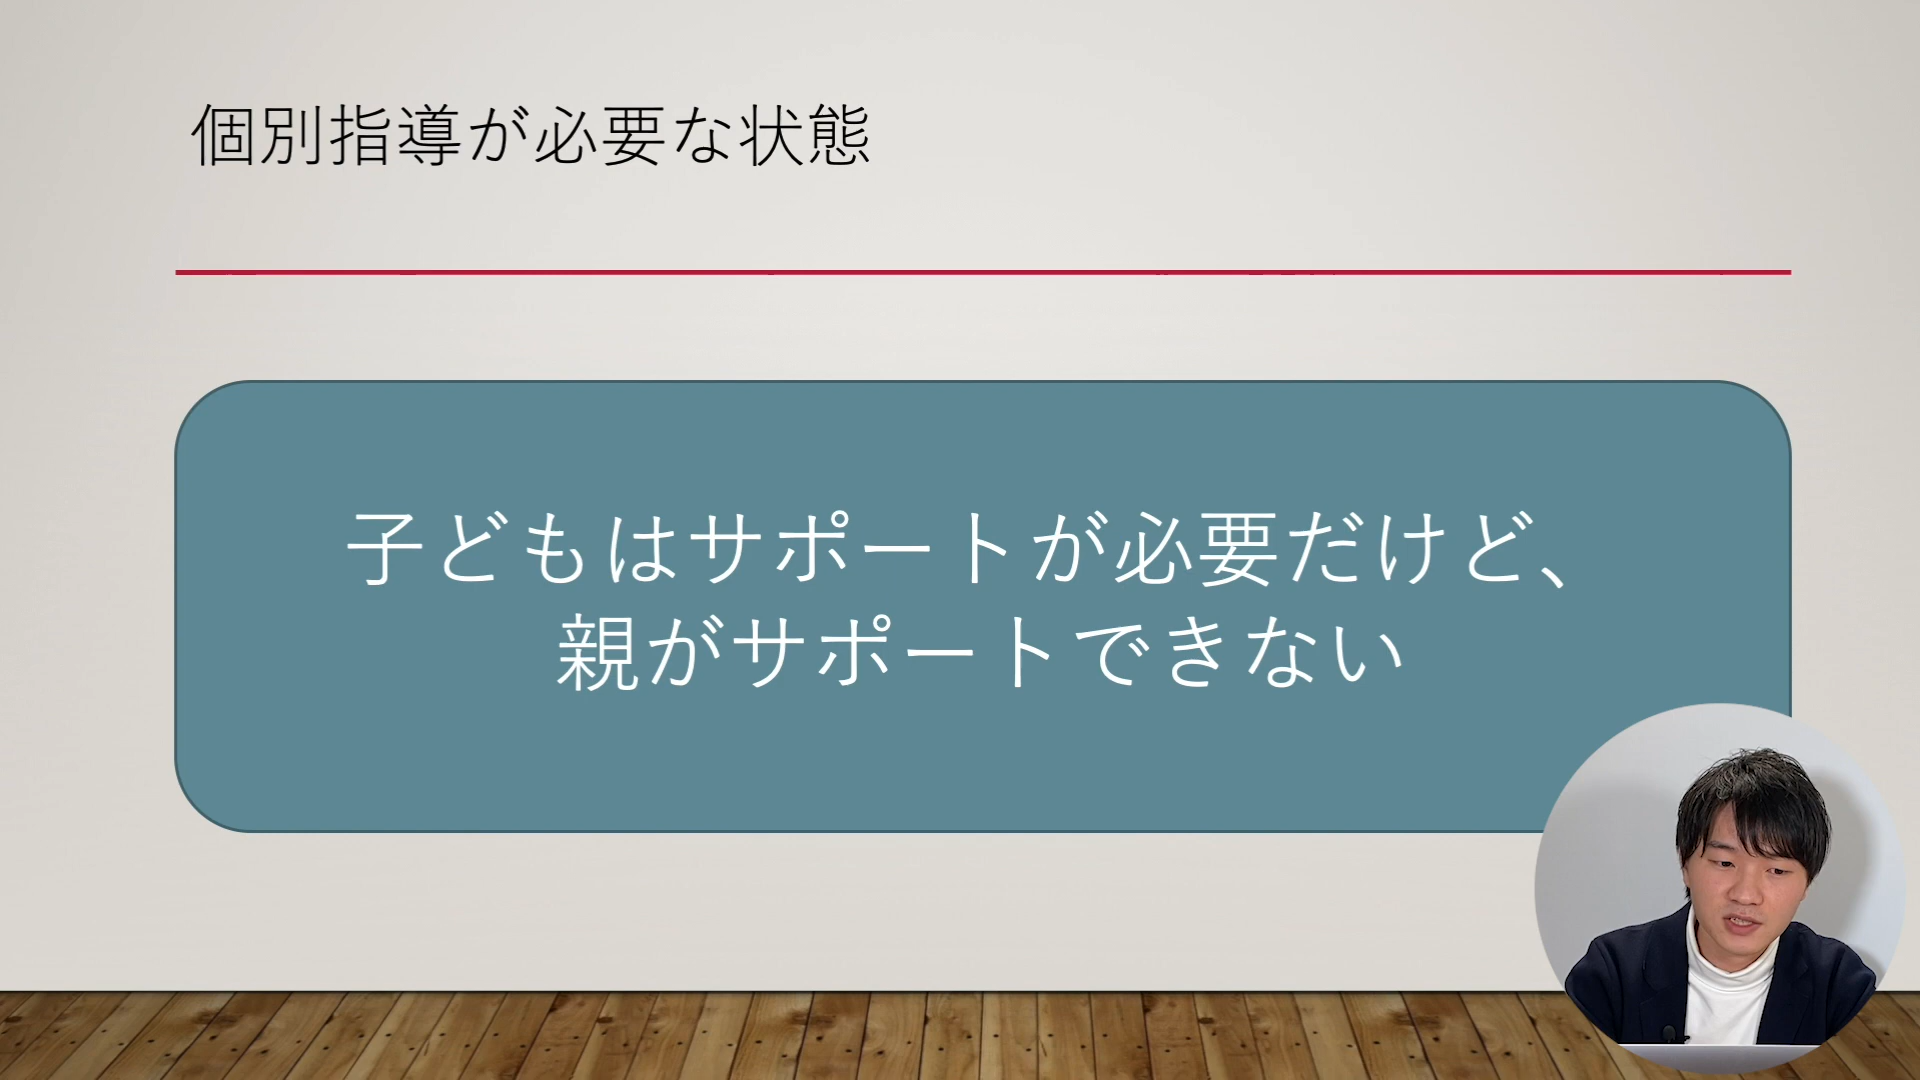 個別指導が必要な状態
子どもはサポートが必要だけど、
親がサポートできない